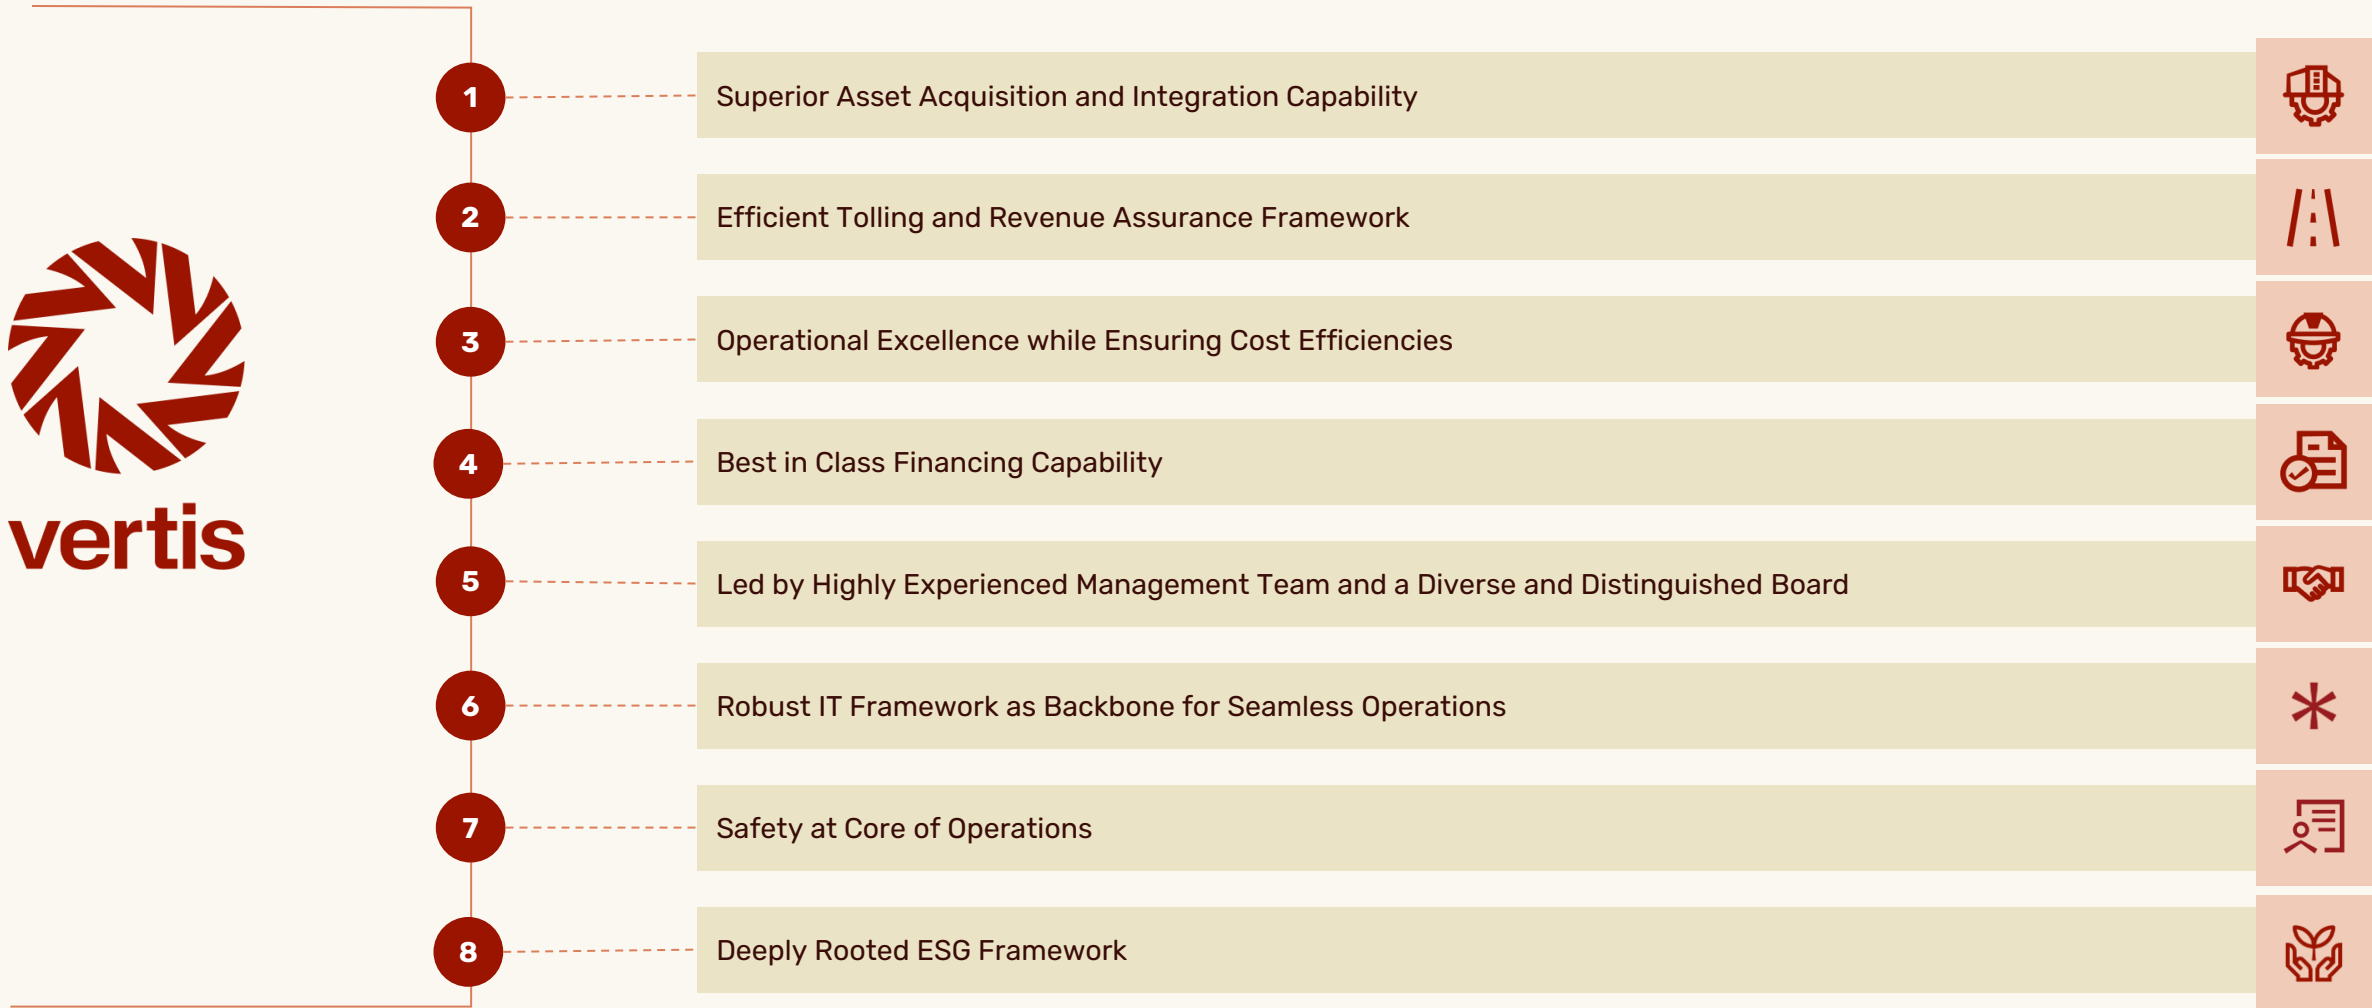 vertis
1
Superior Asset Acquisition and Integration Capability
2
Efficient Tolling and Revenue Assurance Framework
3
Operational Excellence while Ensuring Cost Efficiencies
4
Best in Class Financing Capability
5
Led by Highly Experienced Management Team and a Diverse and Distinguished Board
6
Robust IT Framework as Backbone for Seamless Operations
7
Safety at Core of Operations
8
Deeply Rooted ESG Framework